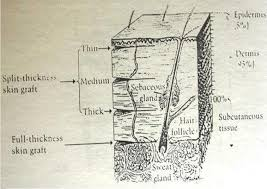 Epidermis
5%}
Dermis
95%}
Thin
Split-thickness
skin graft
Medium
Sebaceous
gland
Thick
100%
Hair
follicle
Subcutaneous
tissue
Full-thickness
skin graft
Sweat
gland